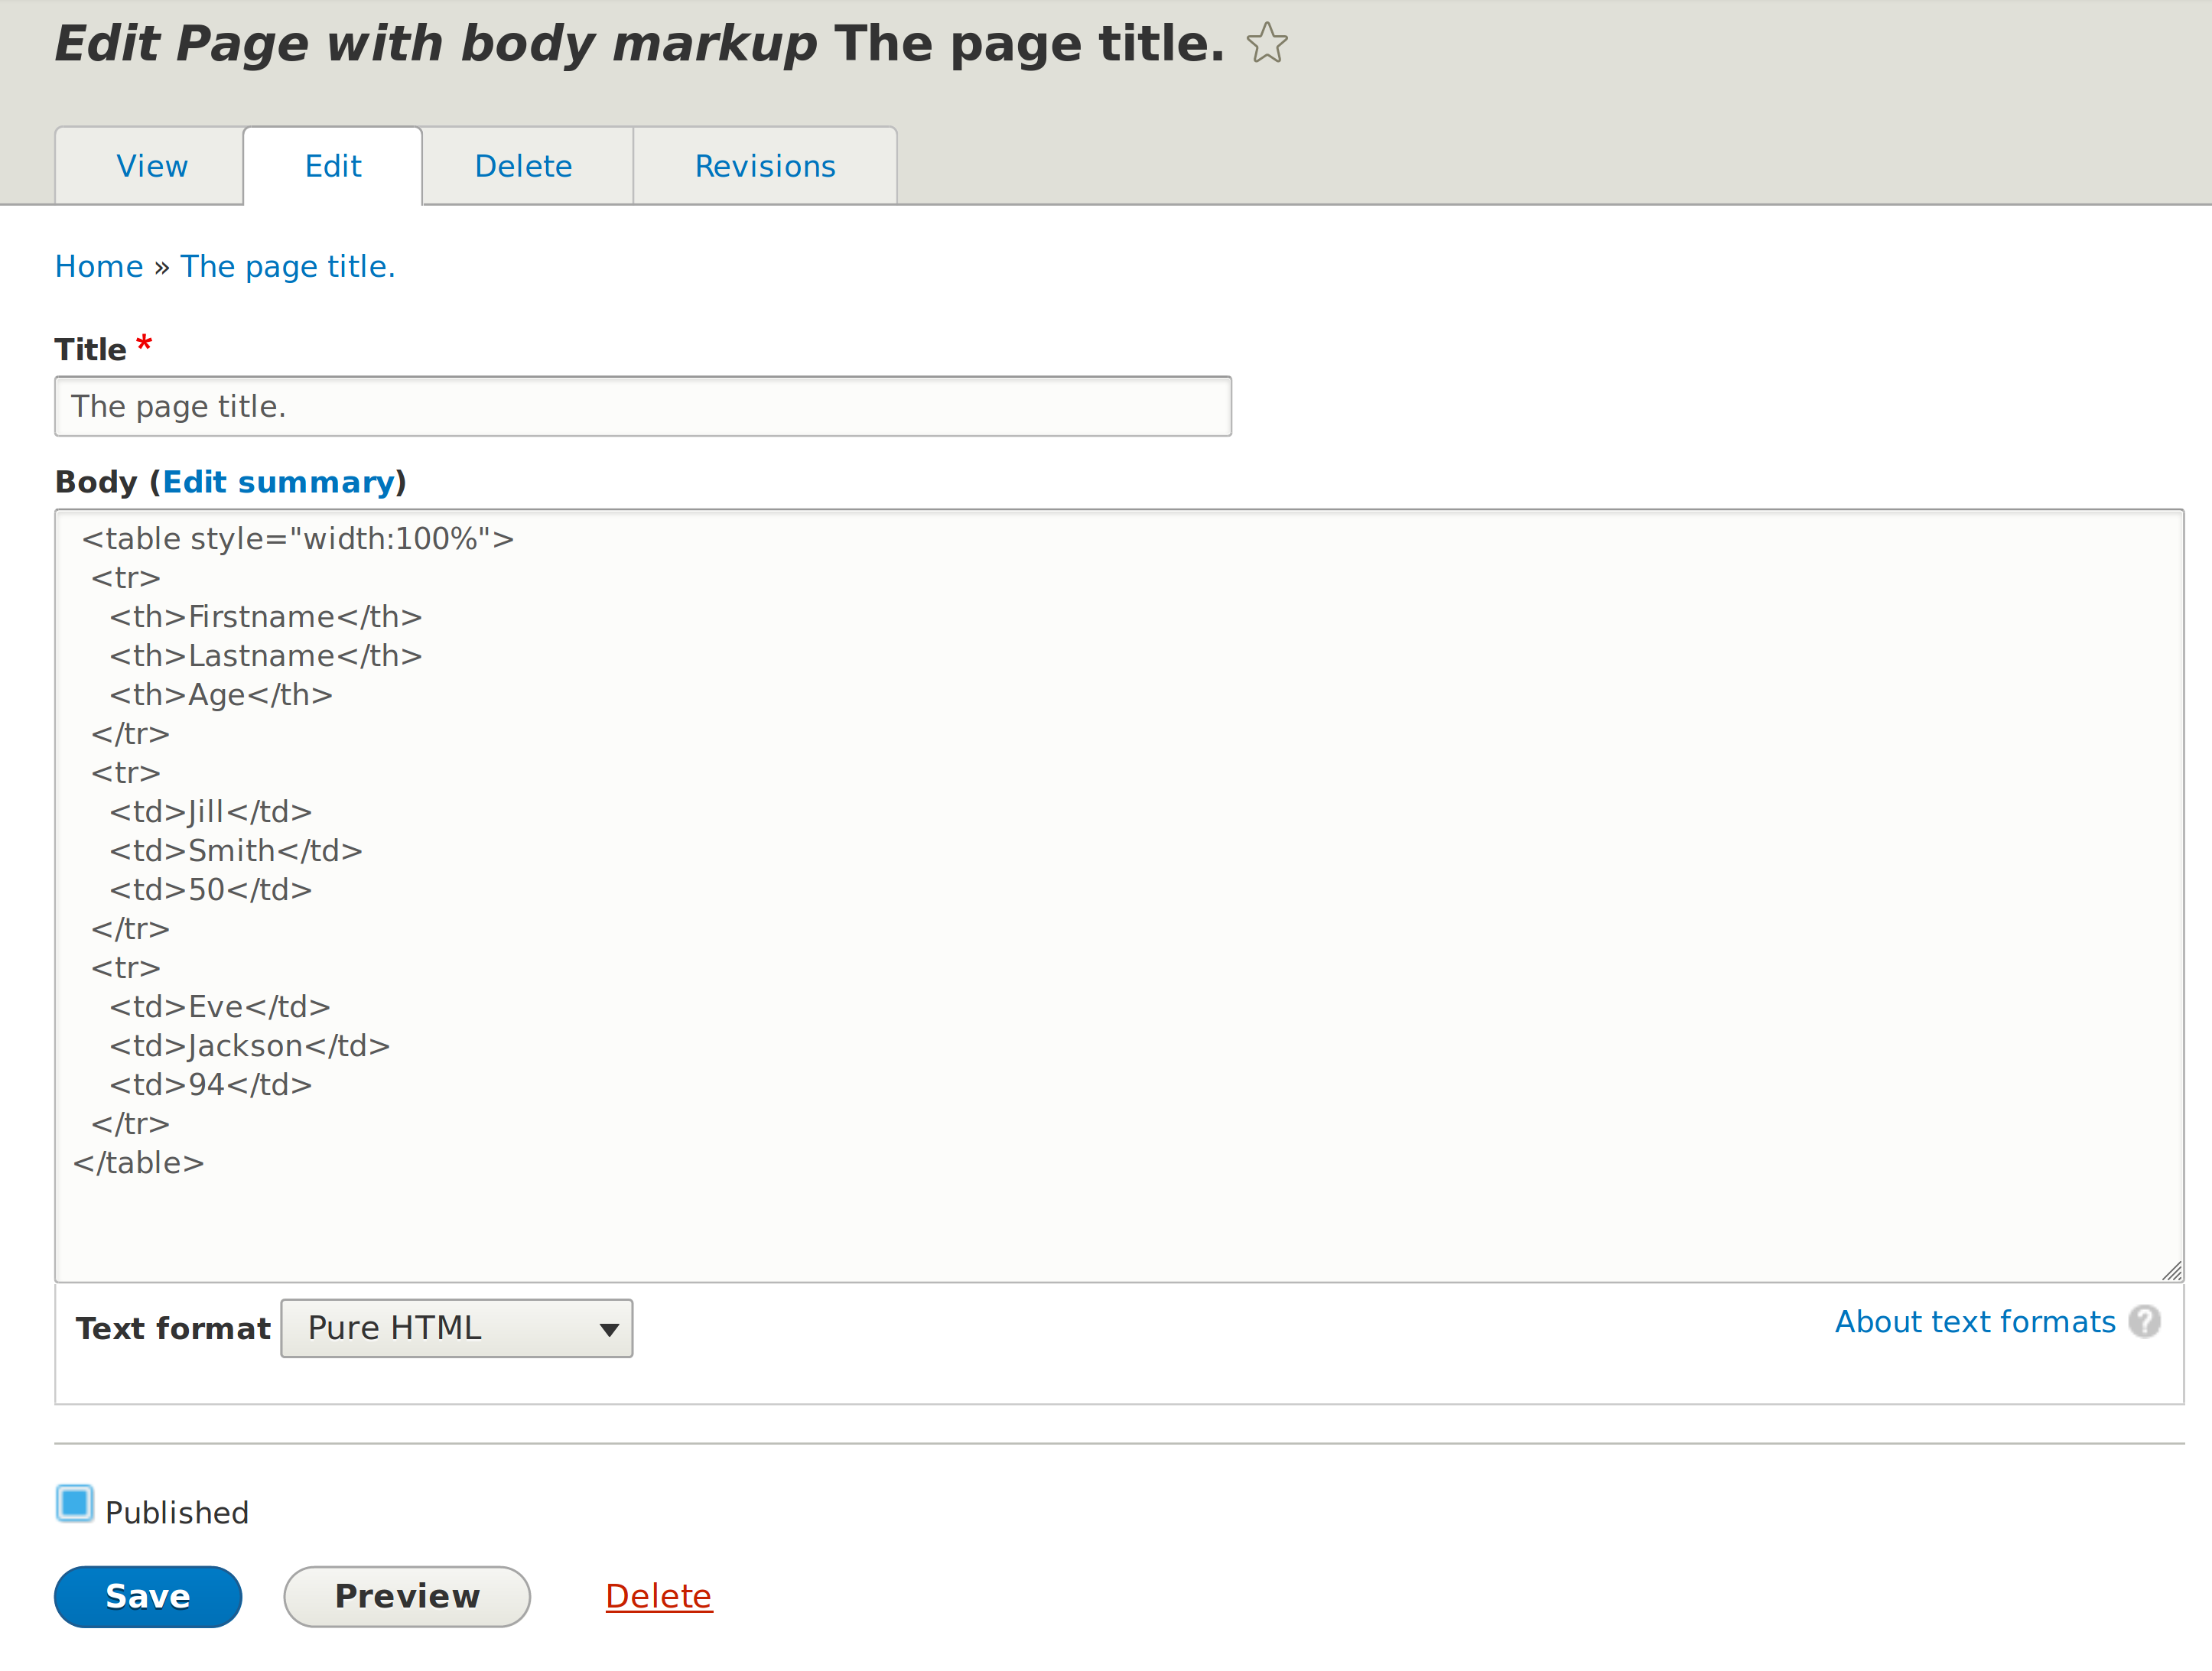 Edit Page with body markup The page title.
View Edit Delete Revisions
Home » The page title.
Title *
The page title.
Body (Edit summary)
<table style="width:100%">
<tr>
<th>Firstname</th>
<th>Lastname</th>
<th>Age</th>
</tr>
<tr>
<td>Jill</td>
<td>Smith</td>
<td>50</td>
</tr>
<tr>
<td>Eve</td>
<td>Jackson</td>
<td>94</td>
</tr>
</table>
Text format Pure HTML About text formats ?
Published
Save Preview Delete